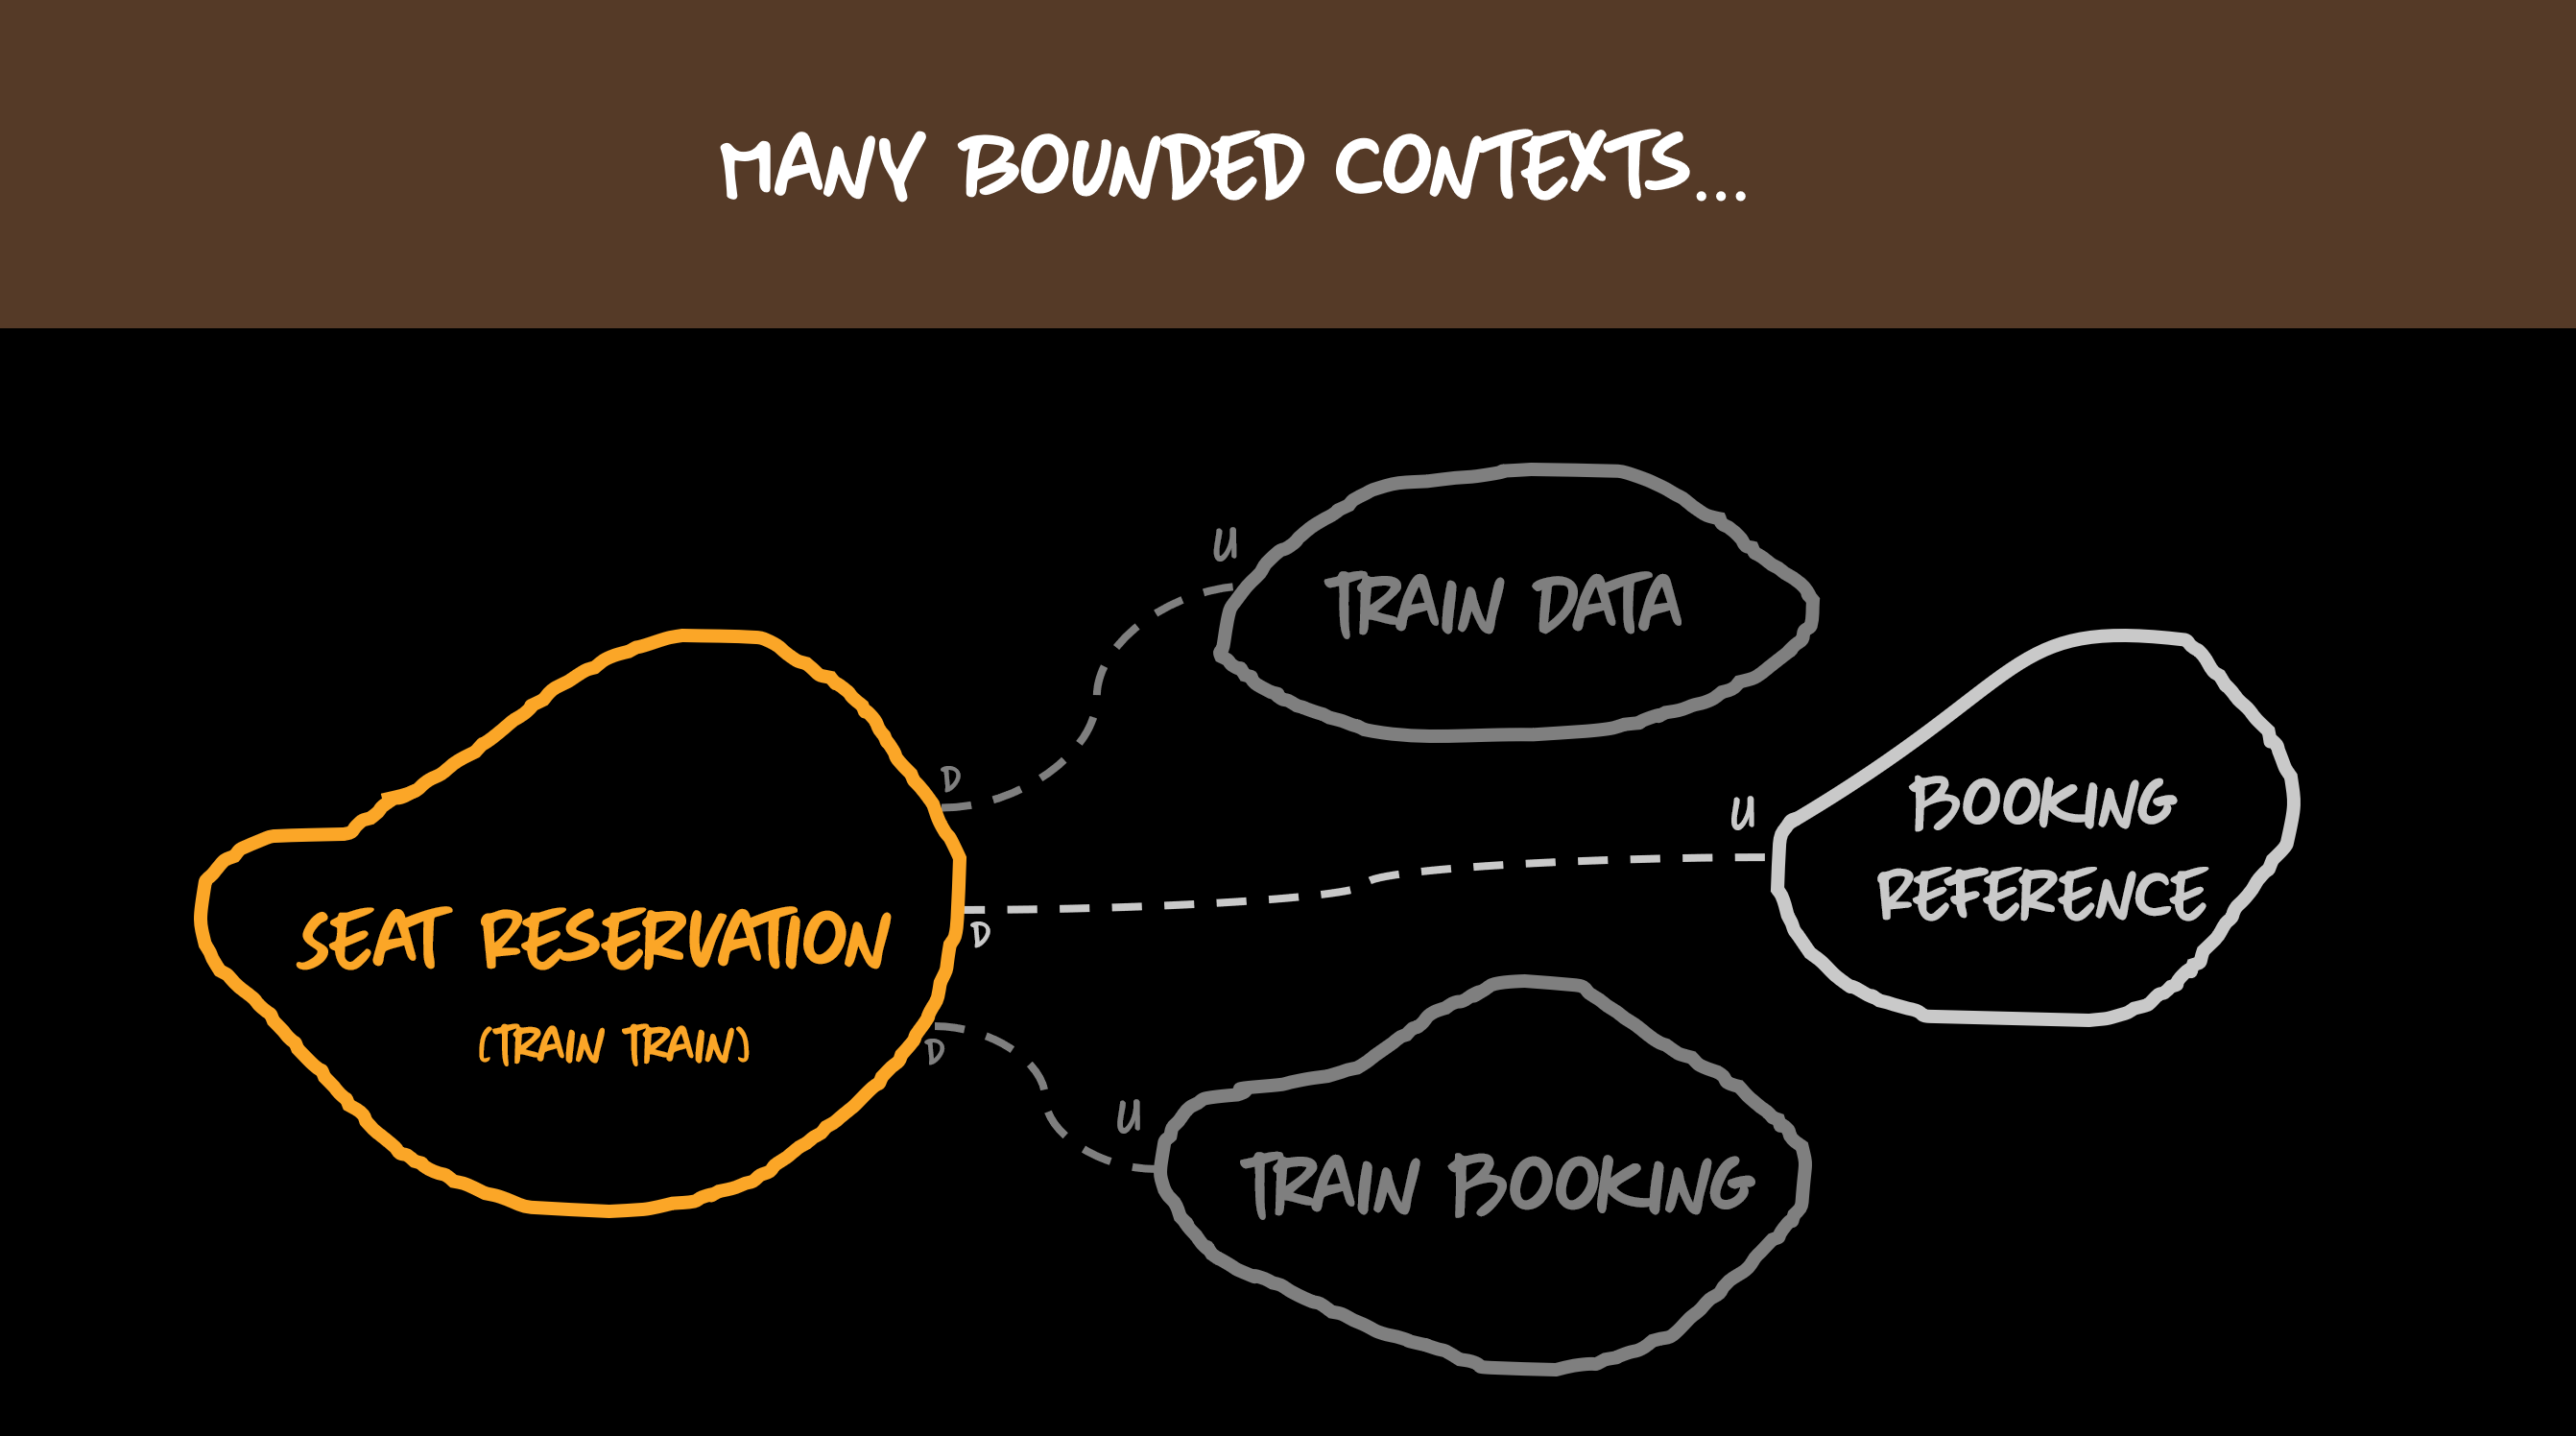 MANY BOUNDED CONTEXTS...
U
TRAIN DATA
D
U
BOOKING
REFERENCE
SEAT RESERVATION
D
(TRAIN TRAIN)
D
U
TRAIN BOOKING